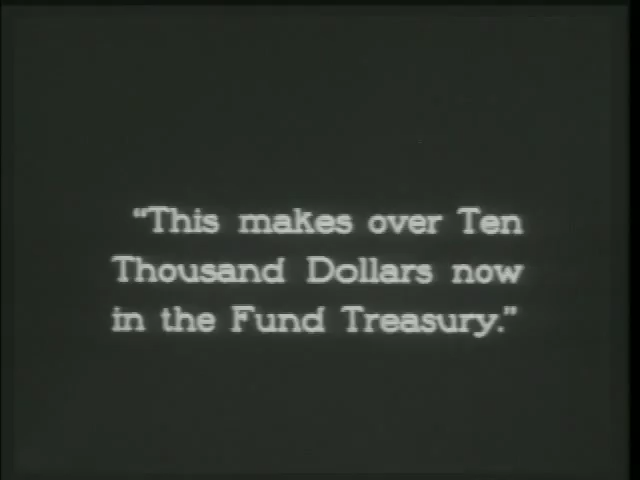 “This makes over Ten
Thousand Dollars now
in the Fund Treasury.”